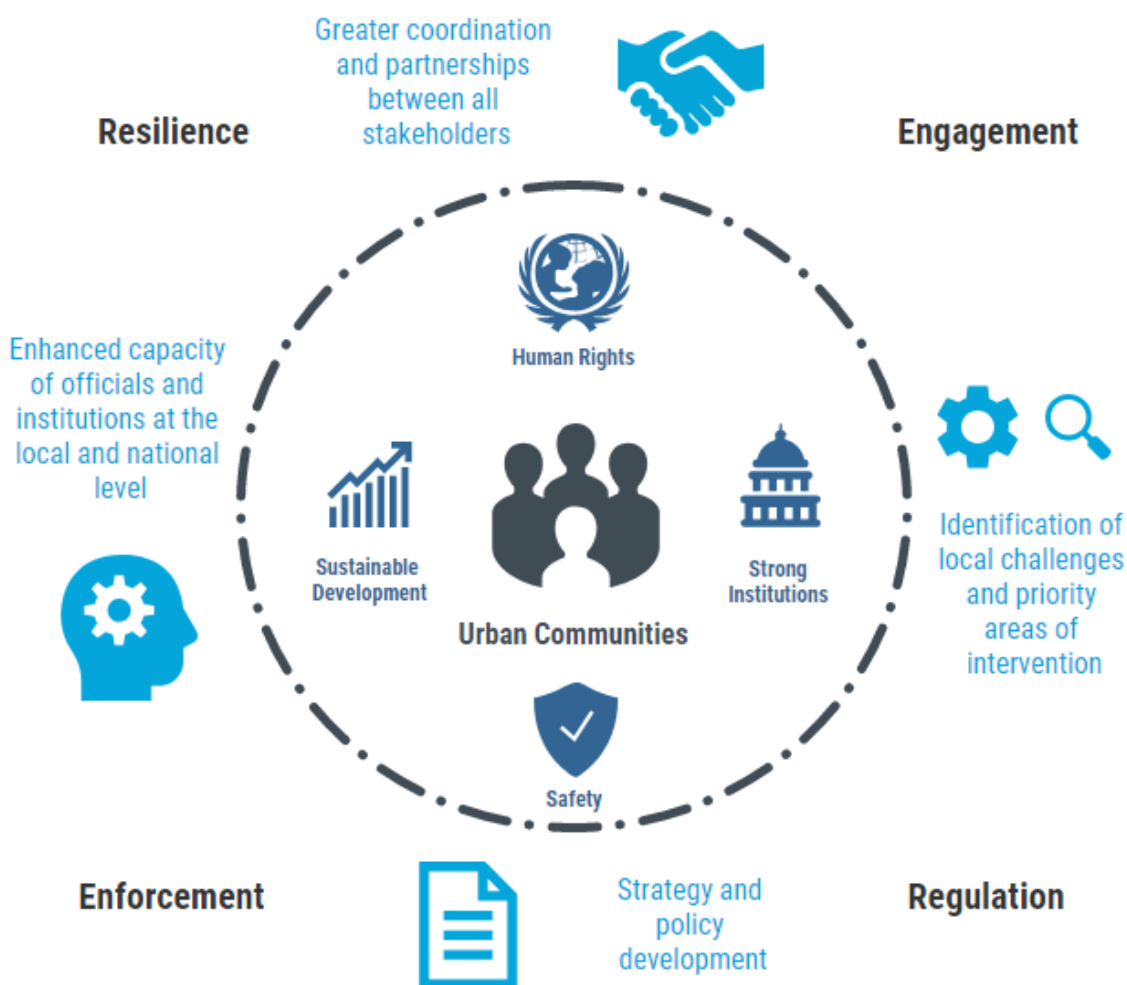 Greater coordination
and partnerships
between all
stakeholders
Resilience
Engagement
Human Rights
Enhanced capacity
of officials and
institutions at the
local and national
level
Identification of
local challenges
and priority
areas of
intervention
Sustainable
Development
Strong
Institutions
Urban Communities
Safety
Enforcement
Strategy and
policy
development
Regulation